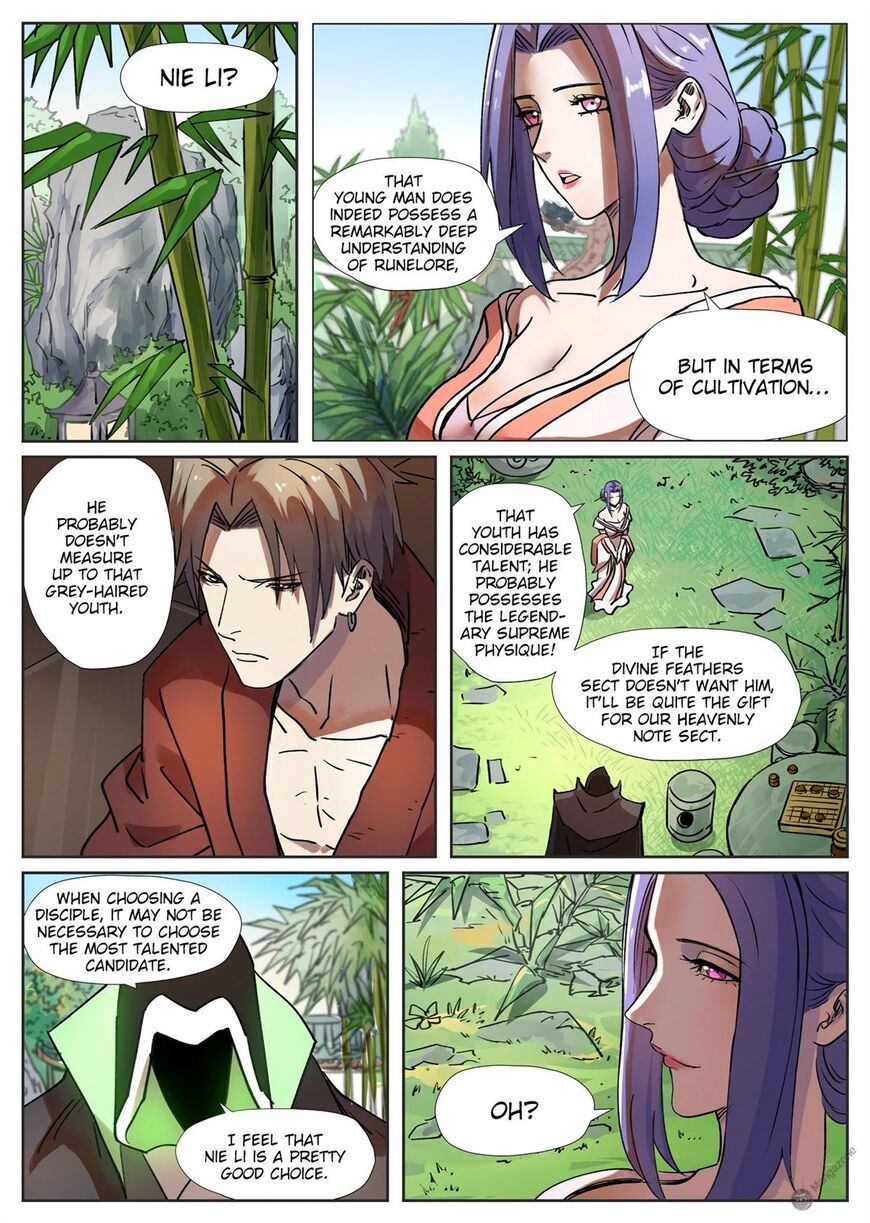 NIE LI?
THAT
YOUNG MAN DOES
INDEED POSSESS A
REMARKABLY DEEP
UNDERSTANDING
OF RUNELORE,
BUT IN TERMS
OF CULTIVATION...
HE
PROBABLY
DOESN'T
MEASURE
UP TO THAT
GREY-HAIRED
YOUTH.
THAT
YOUTH HAS
CONSIDERABLE
TALENT; HE
PROBABLY
POSSESSES
THE LEGEND-
ARY SUPREME
PHYSIQUE!
IF THE
DIVINE FEATHERS
SECT DOESN'T WANT HIM,
IT'LL BE QUITE THE GIFT
FOR OUR HEAVENLY
NOTE SECT.
WHEN CHOOSING A
DISCIPLE, IT MAY NOT BE
NECESSARY TO CHOOSE
THE MOST TALENTED
CANDIDATE.
I FEEL THAT
NIE LI IS A PRETTY
GOOD CHOICE.
OH?
Mangazone